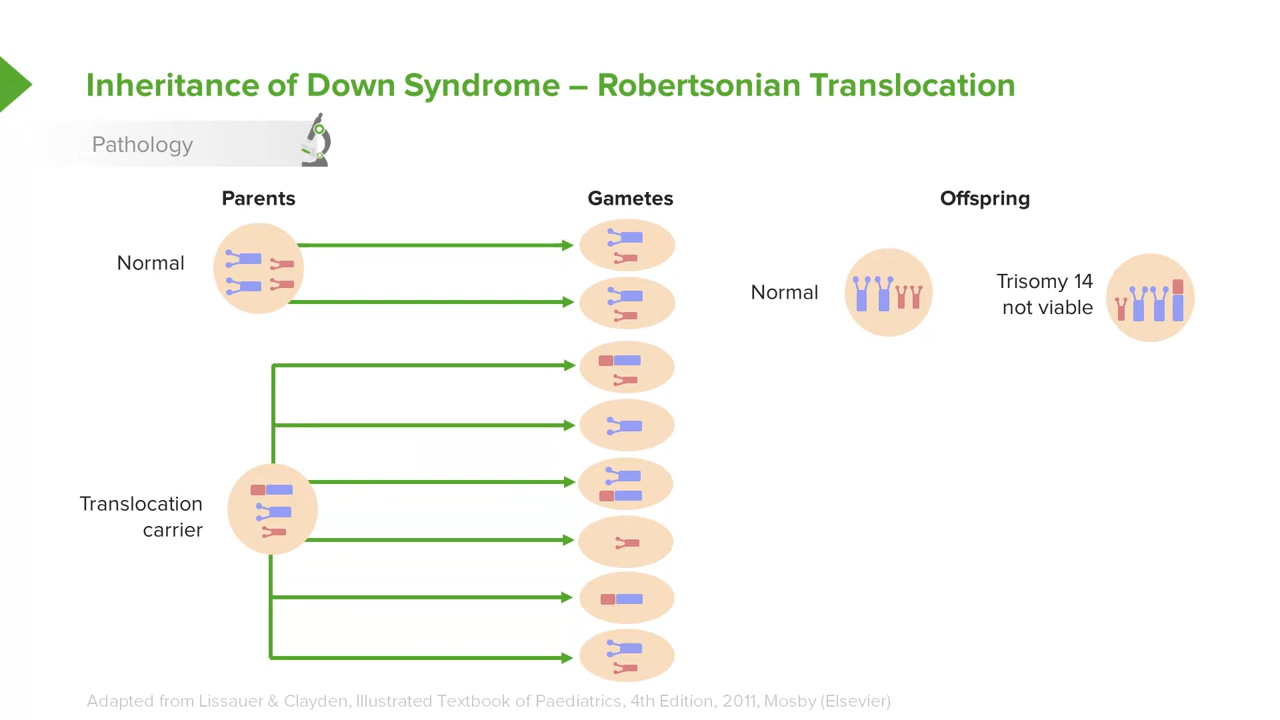 Inheritance of Down Syndrome – Robertsonian Translocation
Pathology
Parents
Gametes
Offspring
Normal
Normal
Trisomy 14
not viable
Translocation
carrier
Adapted from Lissauer & Clayden, Illustrated Textbook of Paediatrics, 4th Edition, 2011, Mosby (Elsevier)